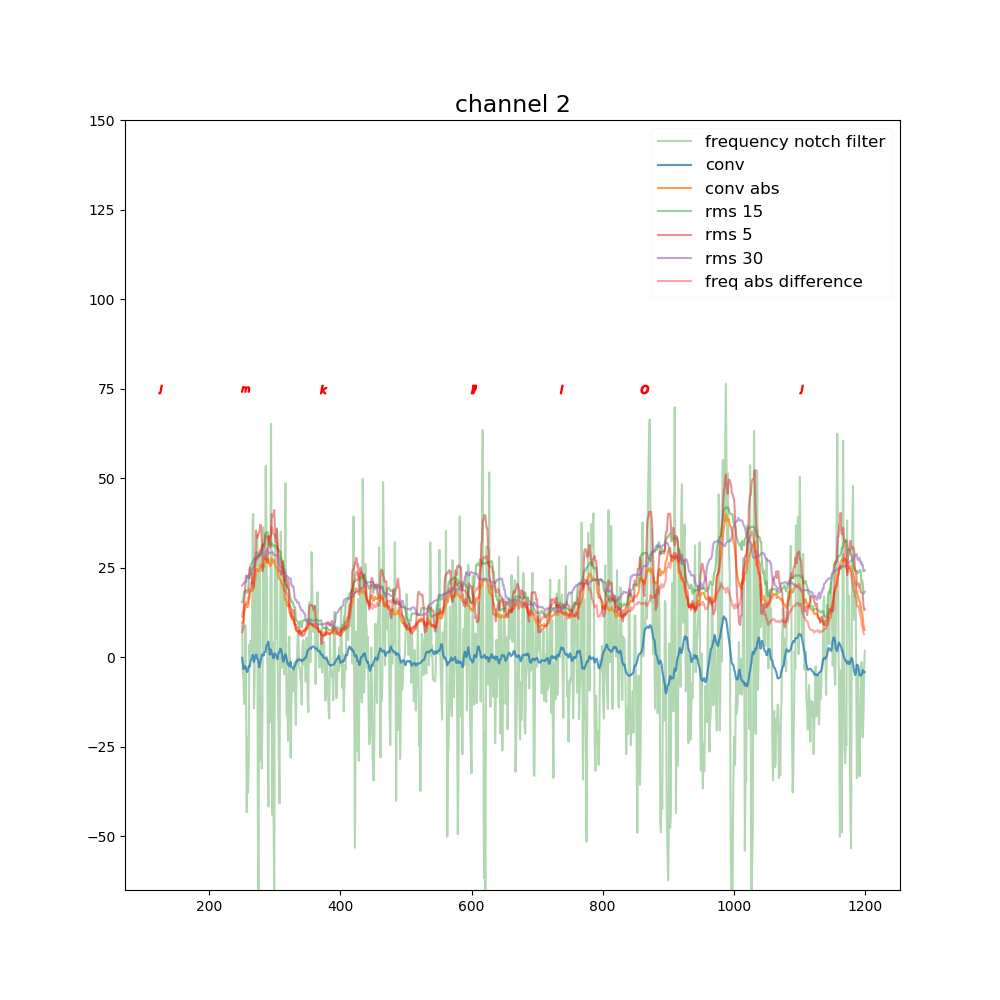 channel 2
150
125
100
75
50
25
0
−25
−50
frequency notch filter
conv
conv abs
rms 15
rms 5
rms 30
freq abs difference
j m k l O j
200 400 600 800 1000 1200